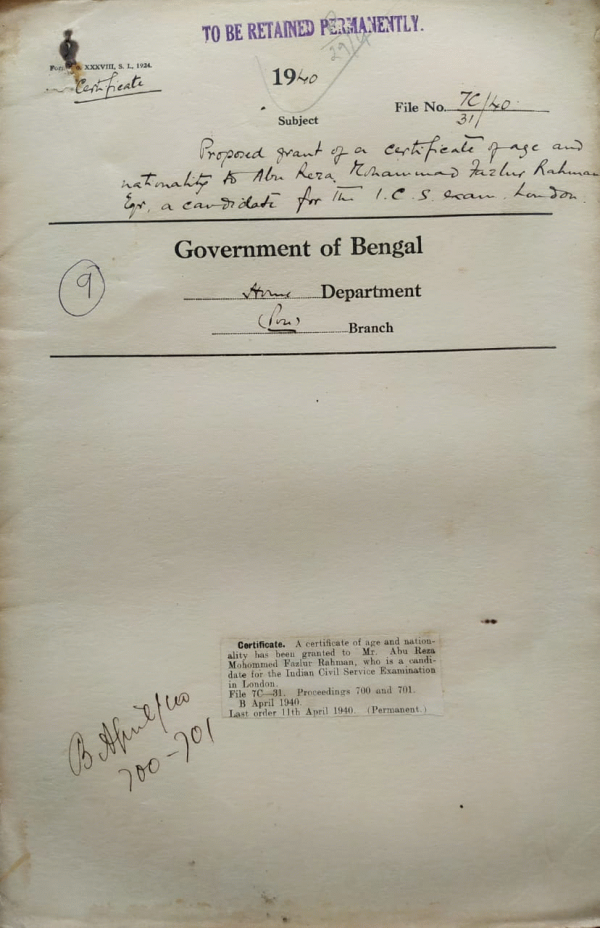 TO BE RETAINED PERMANENTLY.
XXXVIII, S. I., 1924.
Certificate
1940
File No. 7C/40
31
Subject
Proposed grant of a certificate of age and
nationality to Abu Reza Mohammad Fazlur Rahman
Eqr, a candidate for the I.C.S exam. London.
Government of Bengal
9
Home Department
Branch
Certificate. A certificate of age and nation-
ality has been granted to Mr. Abu Reza
Mohommed Fazlur Rahman, who is a candi-
date for the Indian Civil Service Examination
in London.
File 7C—31. Proceedings 700 and 701.
B April 1940.
Last order 11th April 1940. (Permanent.)
B April/40
700-701